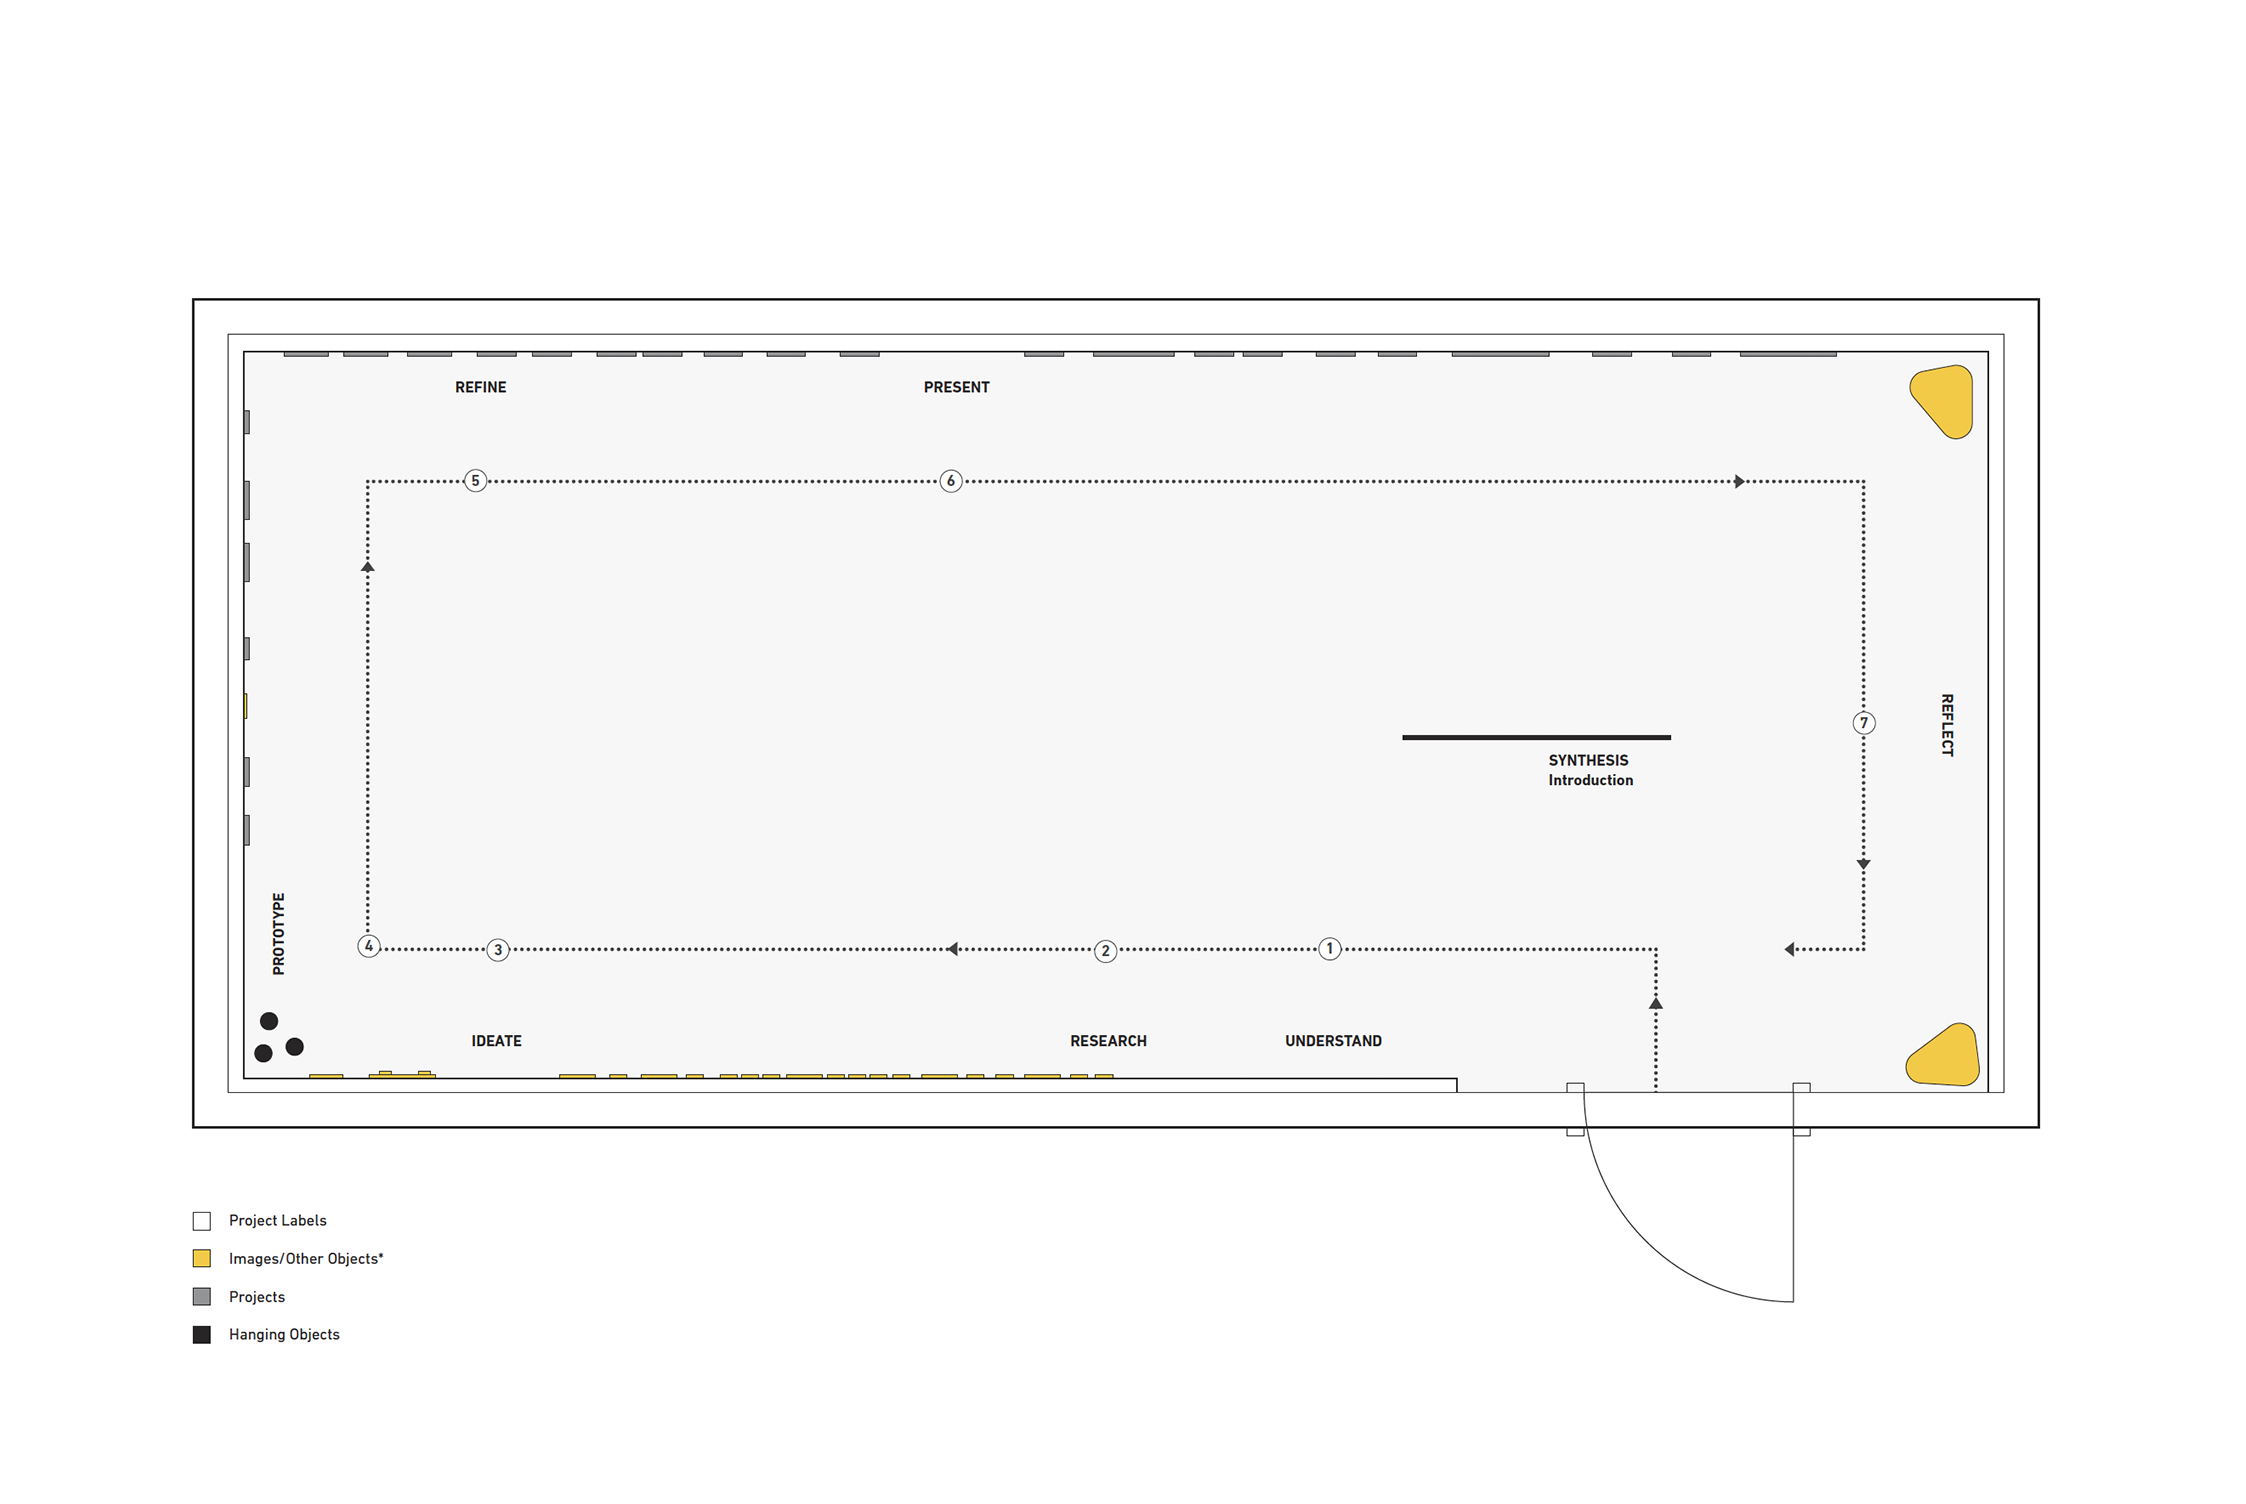 REFINE
PRESENT
5
6
7
REFLECT
SYNTHESIS
Introduction
PROTOTYPE
4
3
2
1
IDEATE
RESEARCH
UNDERSTAND
Project Labels
Images/Other Objects*
Projects
Hanging Objects